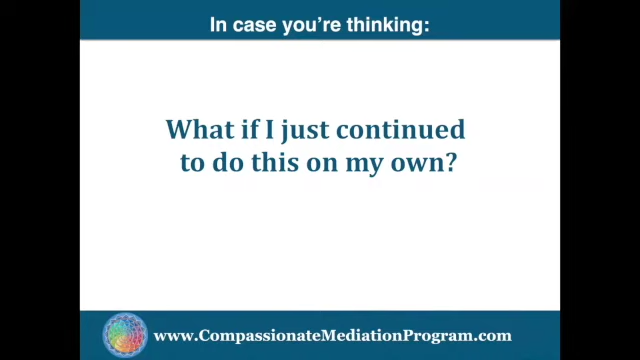 In case you're thinking:
What if I just continued
to do this on my own?
www.CompassionateMediationProgram.com